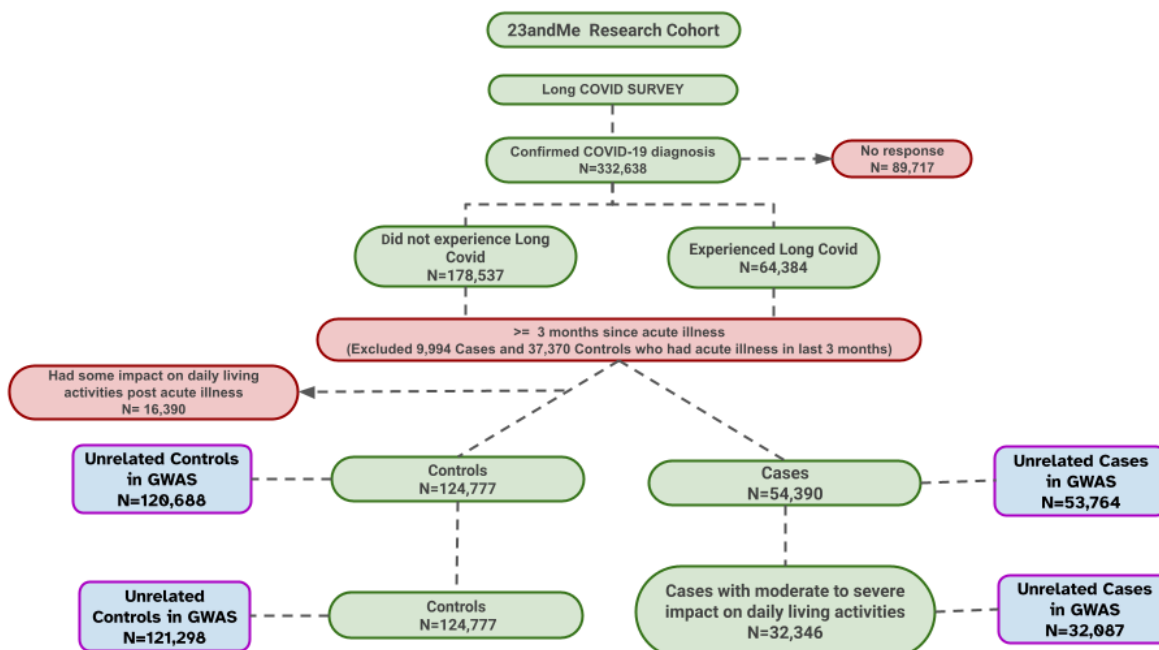 23andMe Research Cohort
Long COVID SURVEY
Confirmed COVID-19 diagnosis
N=332,638
No response
N= 89,717
Did not experience Long
Covid
N=178,537
Experienced Long Covid
N=64,384
>= 3 months since acute illness
(Excluded 9,994 Cases and 37,370 Controls who had acute illness in last 3 months)
Had some impact on daily living
activities post acute illness
N= 16,390
Unrelated Controls
in GWAS
N=120,688
Controls
N=124,777
Cases
N=54,390
Unrelated Cases
in GWAS
N=53,764
Unrelated
Controls in GWAS
N=121,298
Controls
N=124,777
Cases with moderate to severe
impact on daily living activities
N=32,346
Unrelated Cases
in GWAS
N=32,087